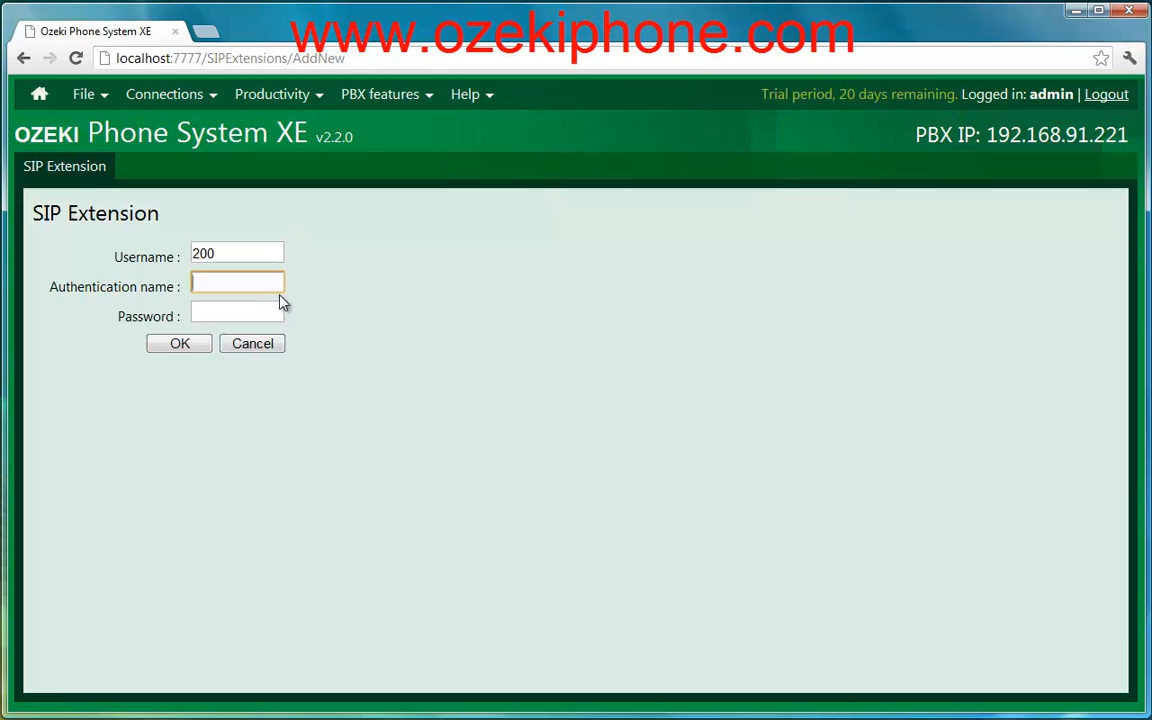 Ozeki Phone System XE
www.ozekiphone.com
localhost:7777/SIPExtensions/AddNew
File Connections Productivity PBX features Help Trial period, 20 days remaining. Logged in: admin | Logout
OZEKI Phone System XE v2.2.0 PBX IP: 192.168.91.221
SIP Extension
SIP Extension
Username : 200
Authentication name :
Password :
OK Cancel